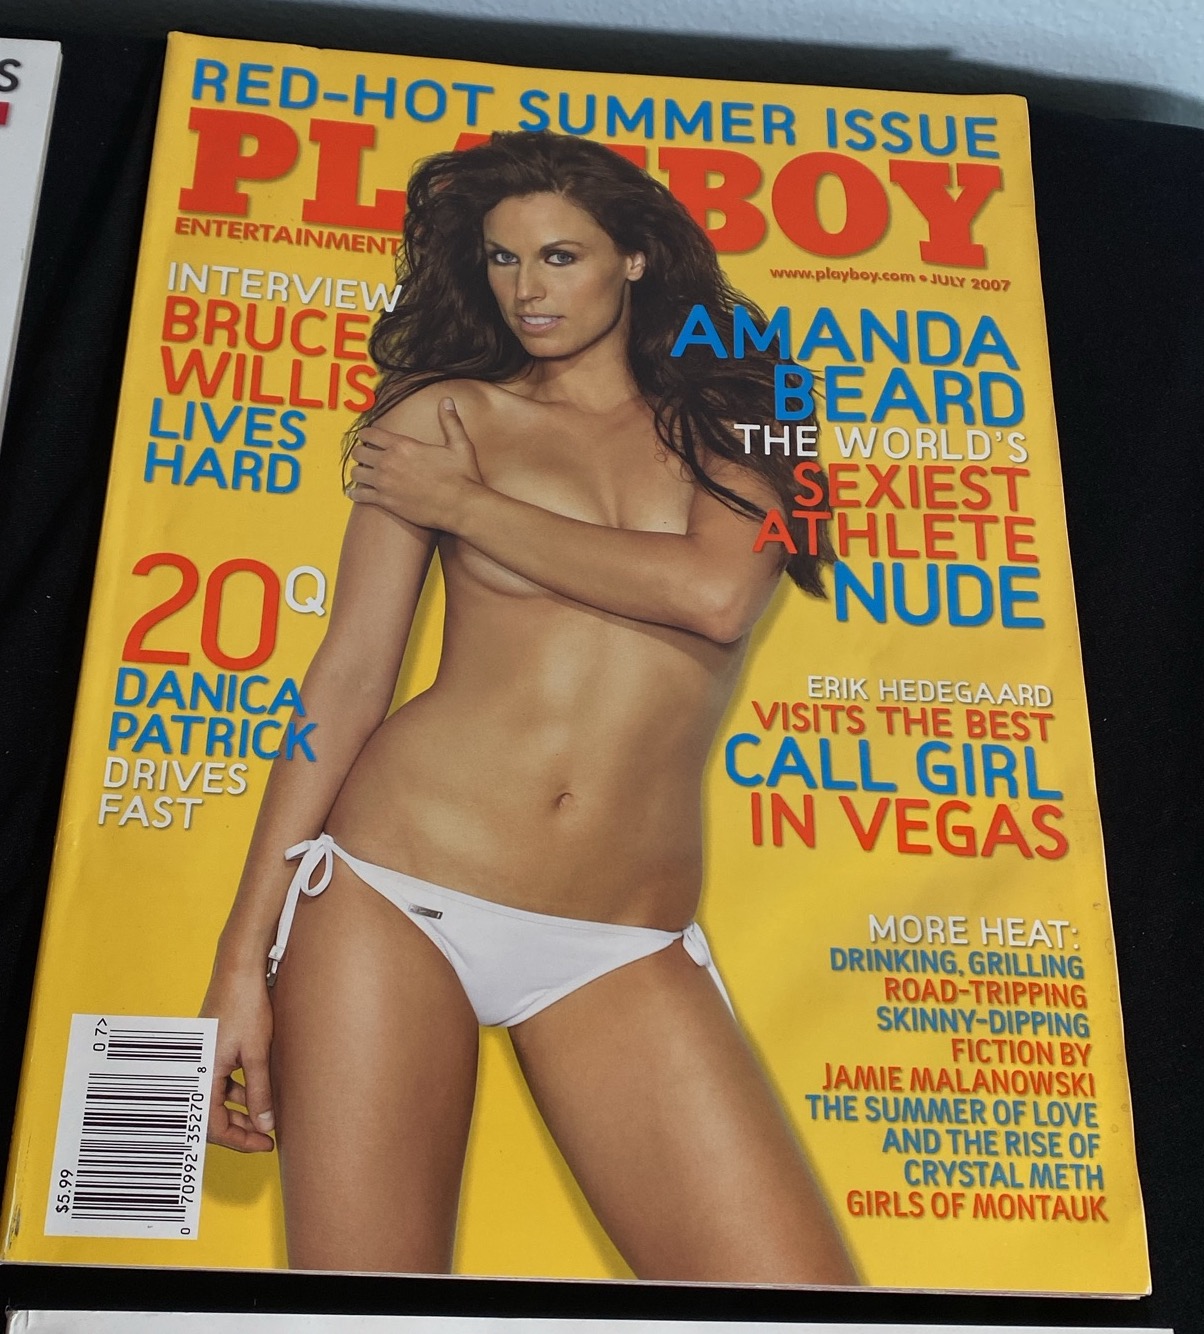 S
RED-HOT SUMMER ISSUE
PLAYBOY
ENTERTAINMENT
www.playboy.com • JULY 2007
INTERVIEW
BRUCE
WILLIS
LIVES
HARD
AMANDA
BEARD
THE WORLD'S
SEXIEST
ATHLETE
NUDE
20Q
DANICA
PATRICK
DRIVES
FAST
ERIK HEDEGAARD
VISITS THE BEST
CALL GIRL
IN VEGAS
MORE HEAT:
DRINKING, GRILLING
ROAD-TRIPPING
SKINNY-DIPPING
FICTION BY
JAMIE MALANOWSKI
THE SUMMER OF LOVE
AND THE RISE OF
CRYSTAL METH
GIRLS OF MONTAUK
07>
$5.99
0 70992 35270 8